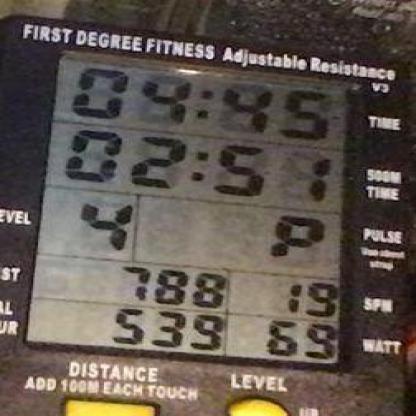 FIRST DEGREE FITNESS Adjustable Resistance
V3
04:45 TIME
02:51 500M TIME
EVEL 4 P PULSE
788 19 SPM
539 69 WATT
DISTANCE LEVEL
ADD 100M EACH TOUCH